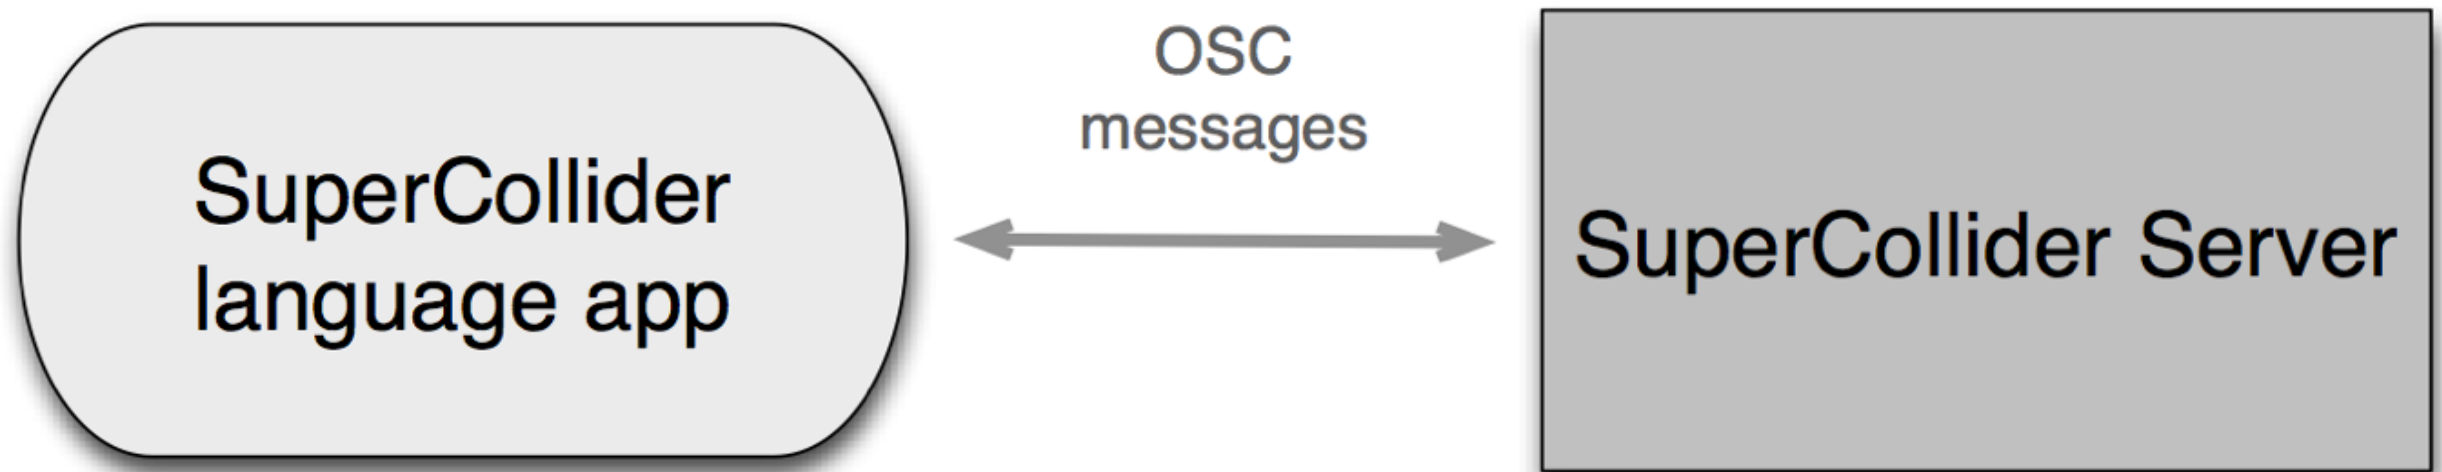 SuperCollider
language app
OSC
messages
SuperCollider Server